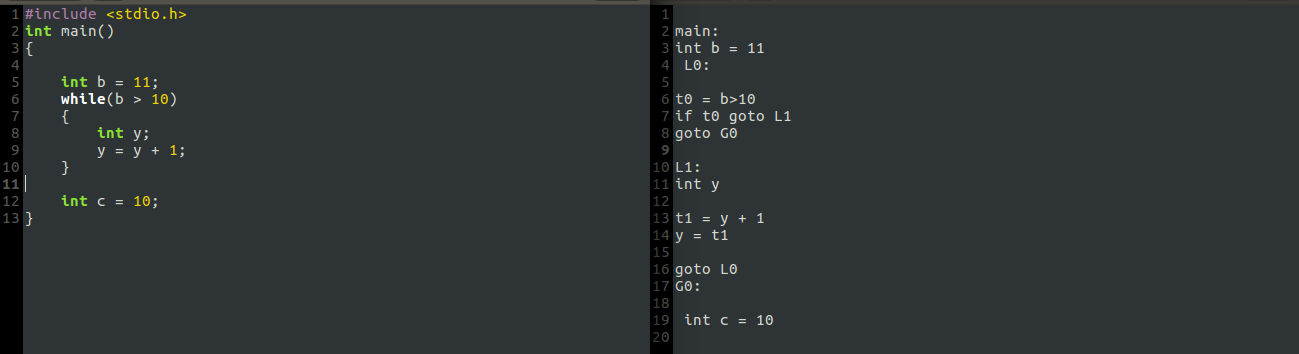 1 #include <stdio.h>
2 int main()
3 {
4
5 int b = 11;
6 while(b > 10)
7 {
8 int y;
9 y = y + 1;
10 }
11
12 int c = 10;
13 }
1
2 main:
3 int b = 11
4 L0:
5
6 t0 = b>10
7 if t0 goto L1
8 goto G0
9
10 L1:
11 int y
12
13 t1 = y + 1
14 y = t1
15
16 goto L0
17 G0:
18
19 int c = 10
20